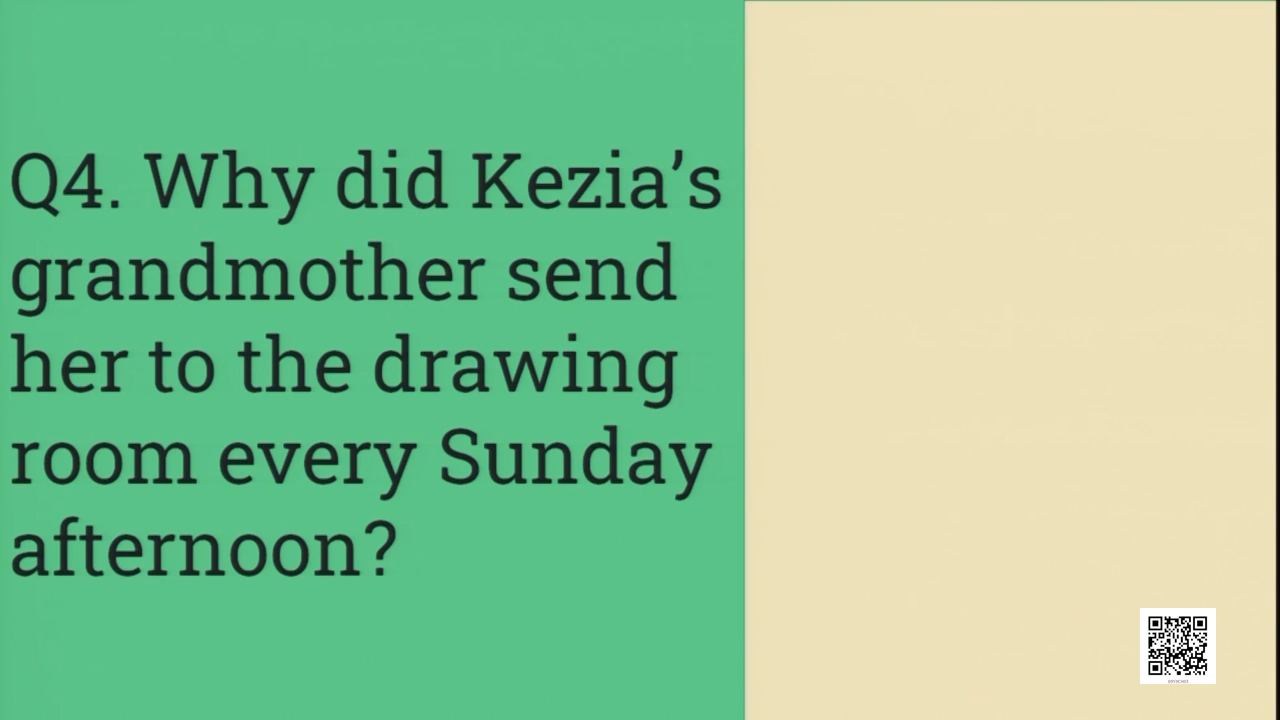 Q4. Why did Kezia’s
grandmother send
her to the drawing
room every Sunday
afternoon?